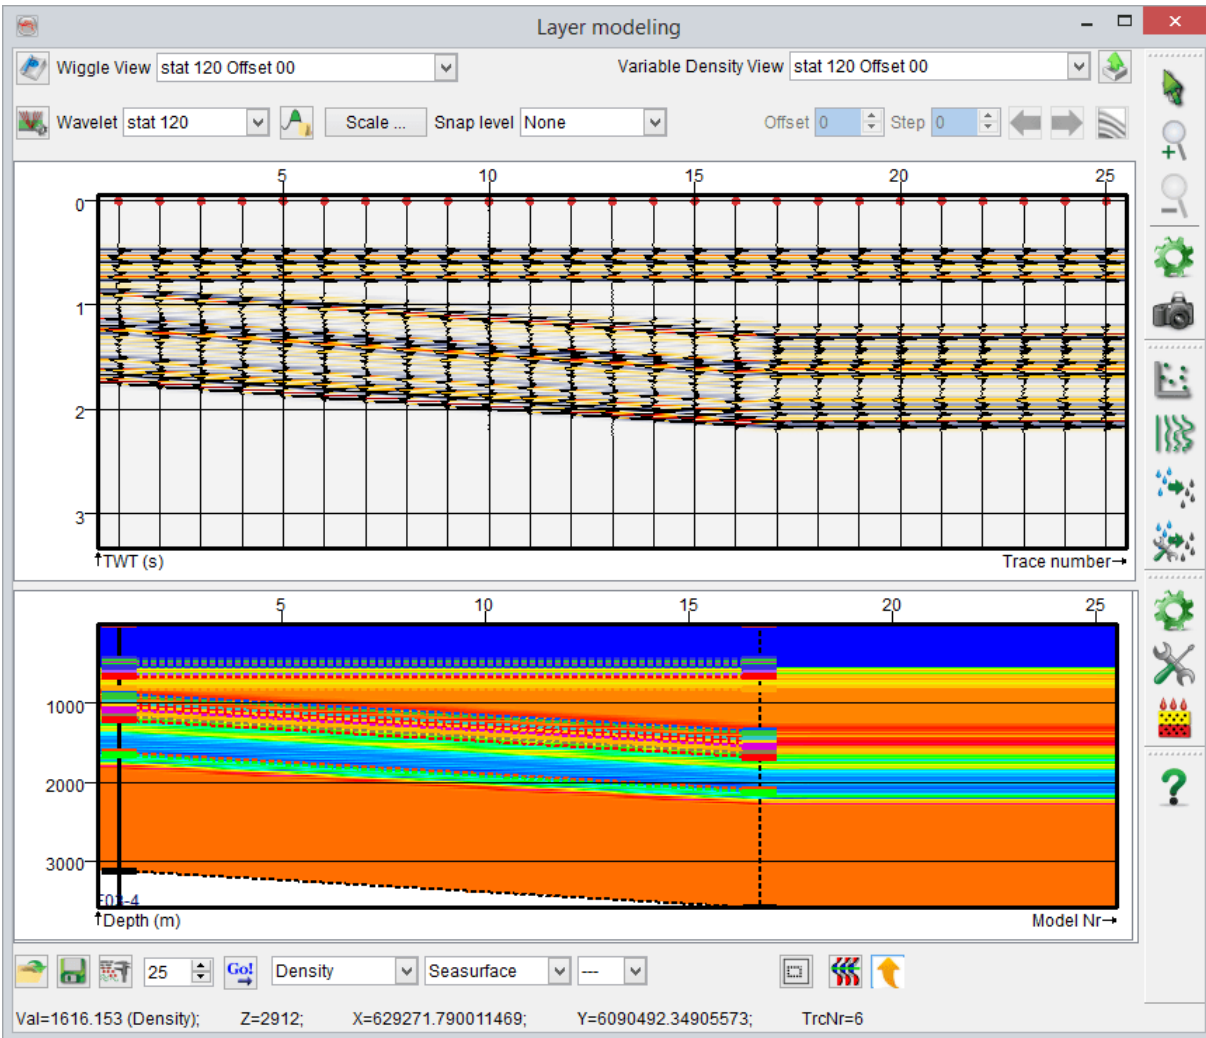 Layer modeling
Wiggle View stat 120 Offset 00 Variable Density View stat 120 Offset 00
Wavelet stat 120 Scale ... Snap level None Offset 0 Step 0
5 10 15 20 25
0
1
2
3
TWT (s) Trace number
5 10 15 20 25
1000
2000
3000
F03-4
Depth (m) Model Nr
25 Go! Density Seasurface ---
Val=1616.153 (Density); Z=2912; X=629271.790011469; Y=6090492.34905573; TrcNr=6